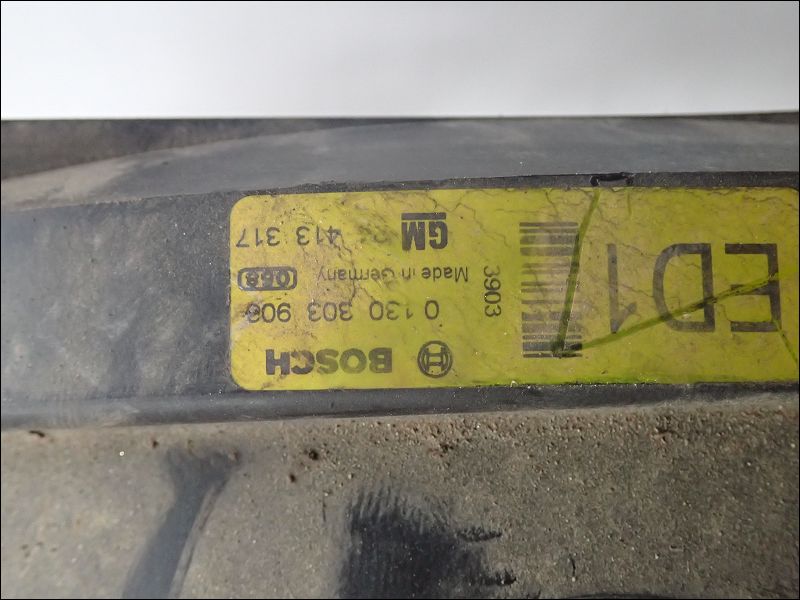 ED1
BOSCH
0 130 303 906
Made in Germany
3903
GM 413 317